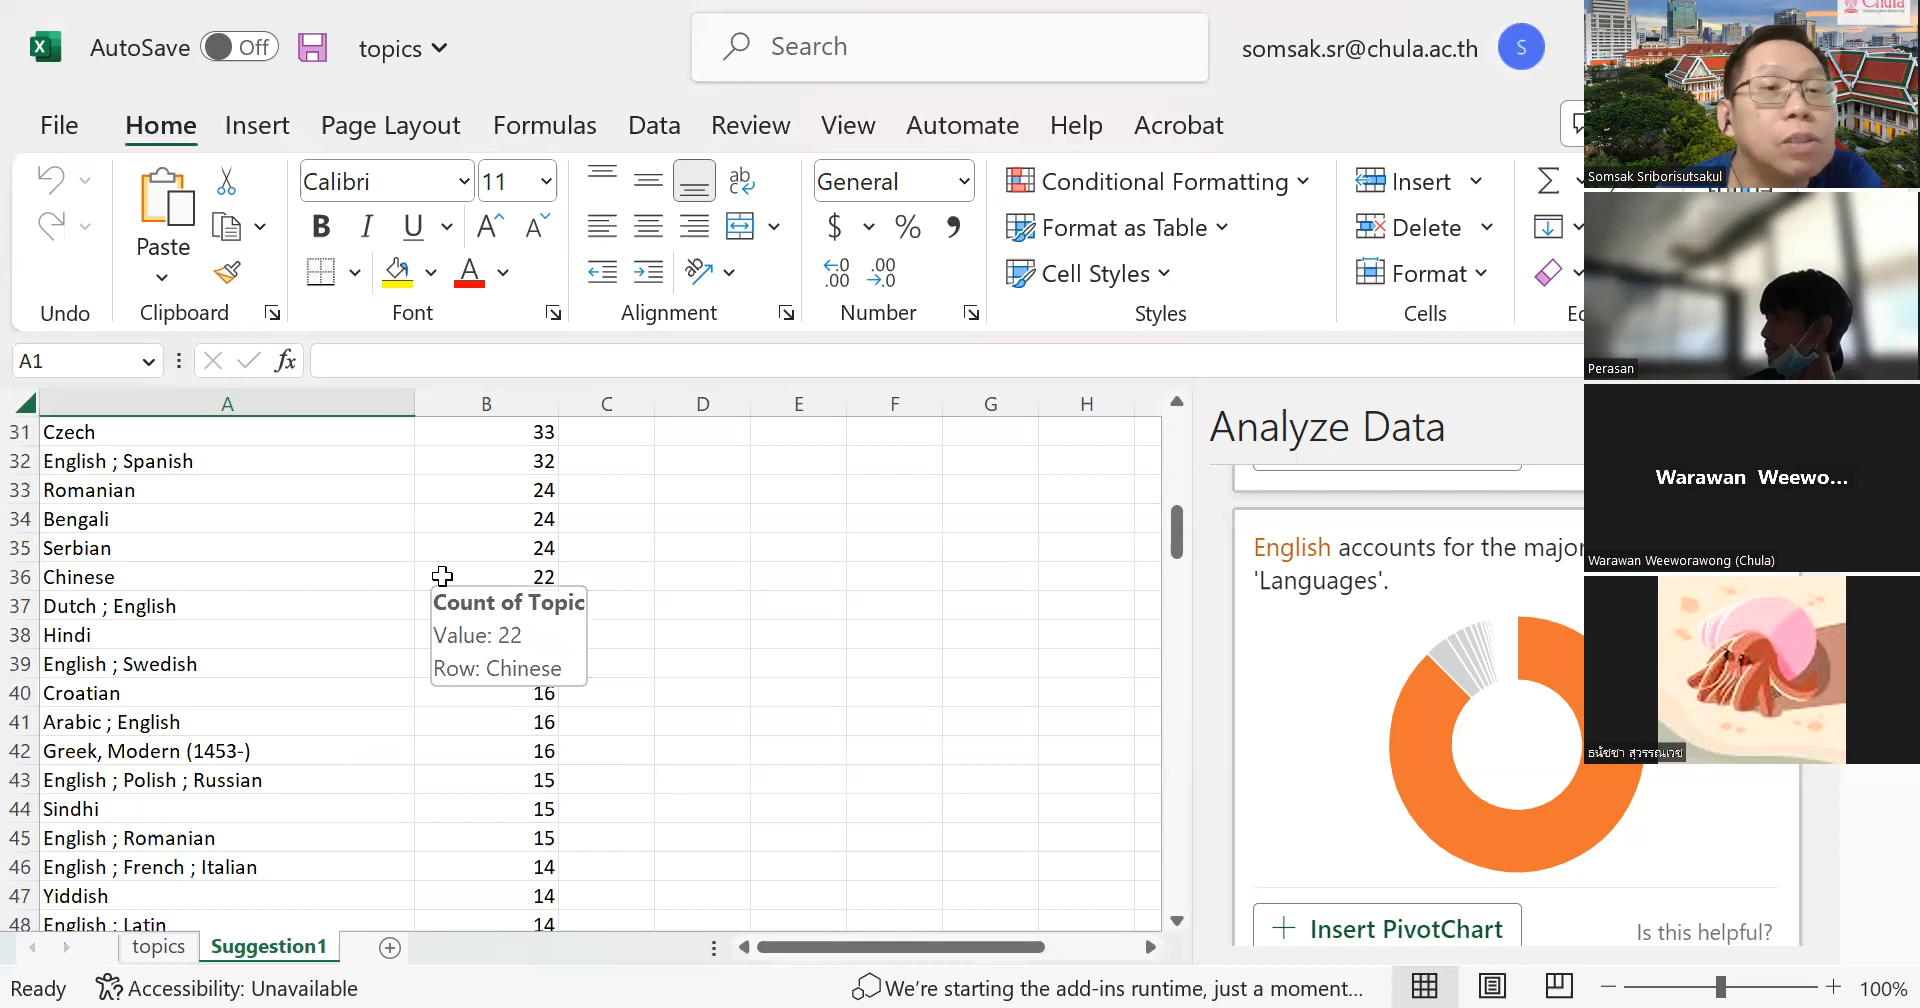 AutoSave Off topics Search somsak.sr@chula.ac.th S
File Home Insert Page Layout Formulas Data Review View Automate Help Acrobat
Paste
Calibri 11
B I U A A
ab
General
$ % 9
Conditional Formatting
Format as Table
Cell Styles
Insert
Delete
Format
Undo Clipboard Font Alignment Number Styles Cells
A1 fx
A B C D E F G H
31 Czech 33
32 English ; Spanish 32
33 Romanian 24
34 Bengali 24
35 Serbian 24
36 Chinese 22
37 Dutch ; English
38 Hindi
39 English ; Swedish
40 Croatian 16
41 Arabic ; English 16
42 Greek, Modern (1453-) 16
43 English ; Polish ; Russian 15
44 Sindhi 15
45 English ; Romanian 15
46 English ; French ; Italian 14
47 Yiddish 14
48 English ; Latin 14
Count of Topic
Value: 22
Row: Chinese
Analyze Data
English accounts for the major
'Languages'.
Insert PivotChart
Is this helpful?
topics Suggestion1
Ready Accessibility: Unavailable We're starting the add-ins runtime, just a moment... 100%
Chula
Somsak Sriborisutsakul
Perasan
Warawan Weewo...
Warawan Weeworawong (Chula)
ธนัชชา สุวรรณเวช